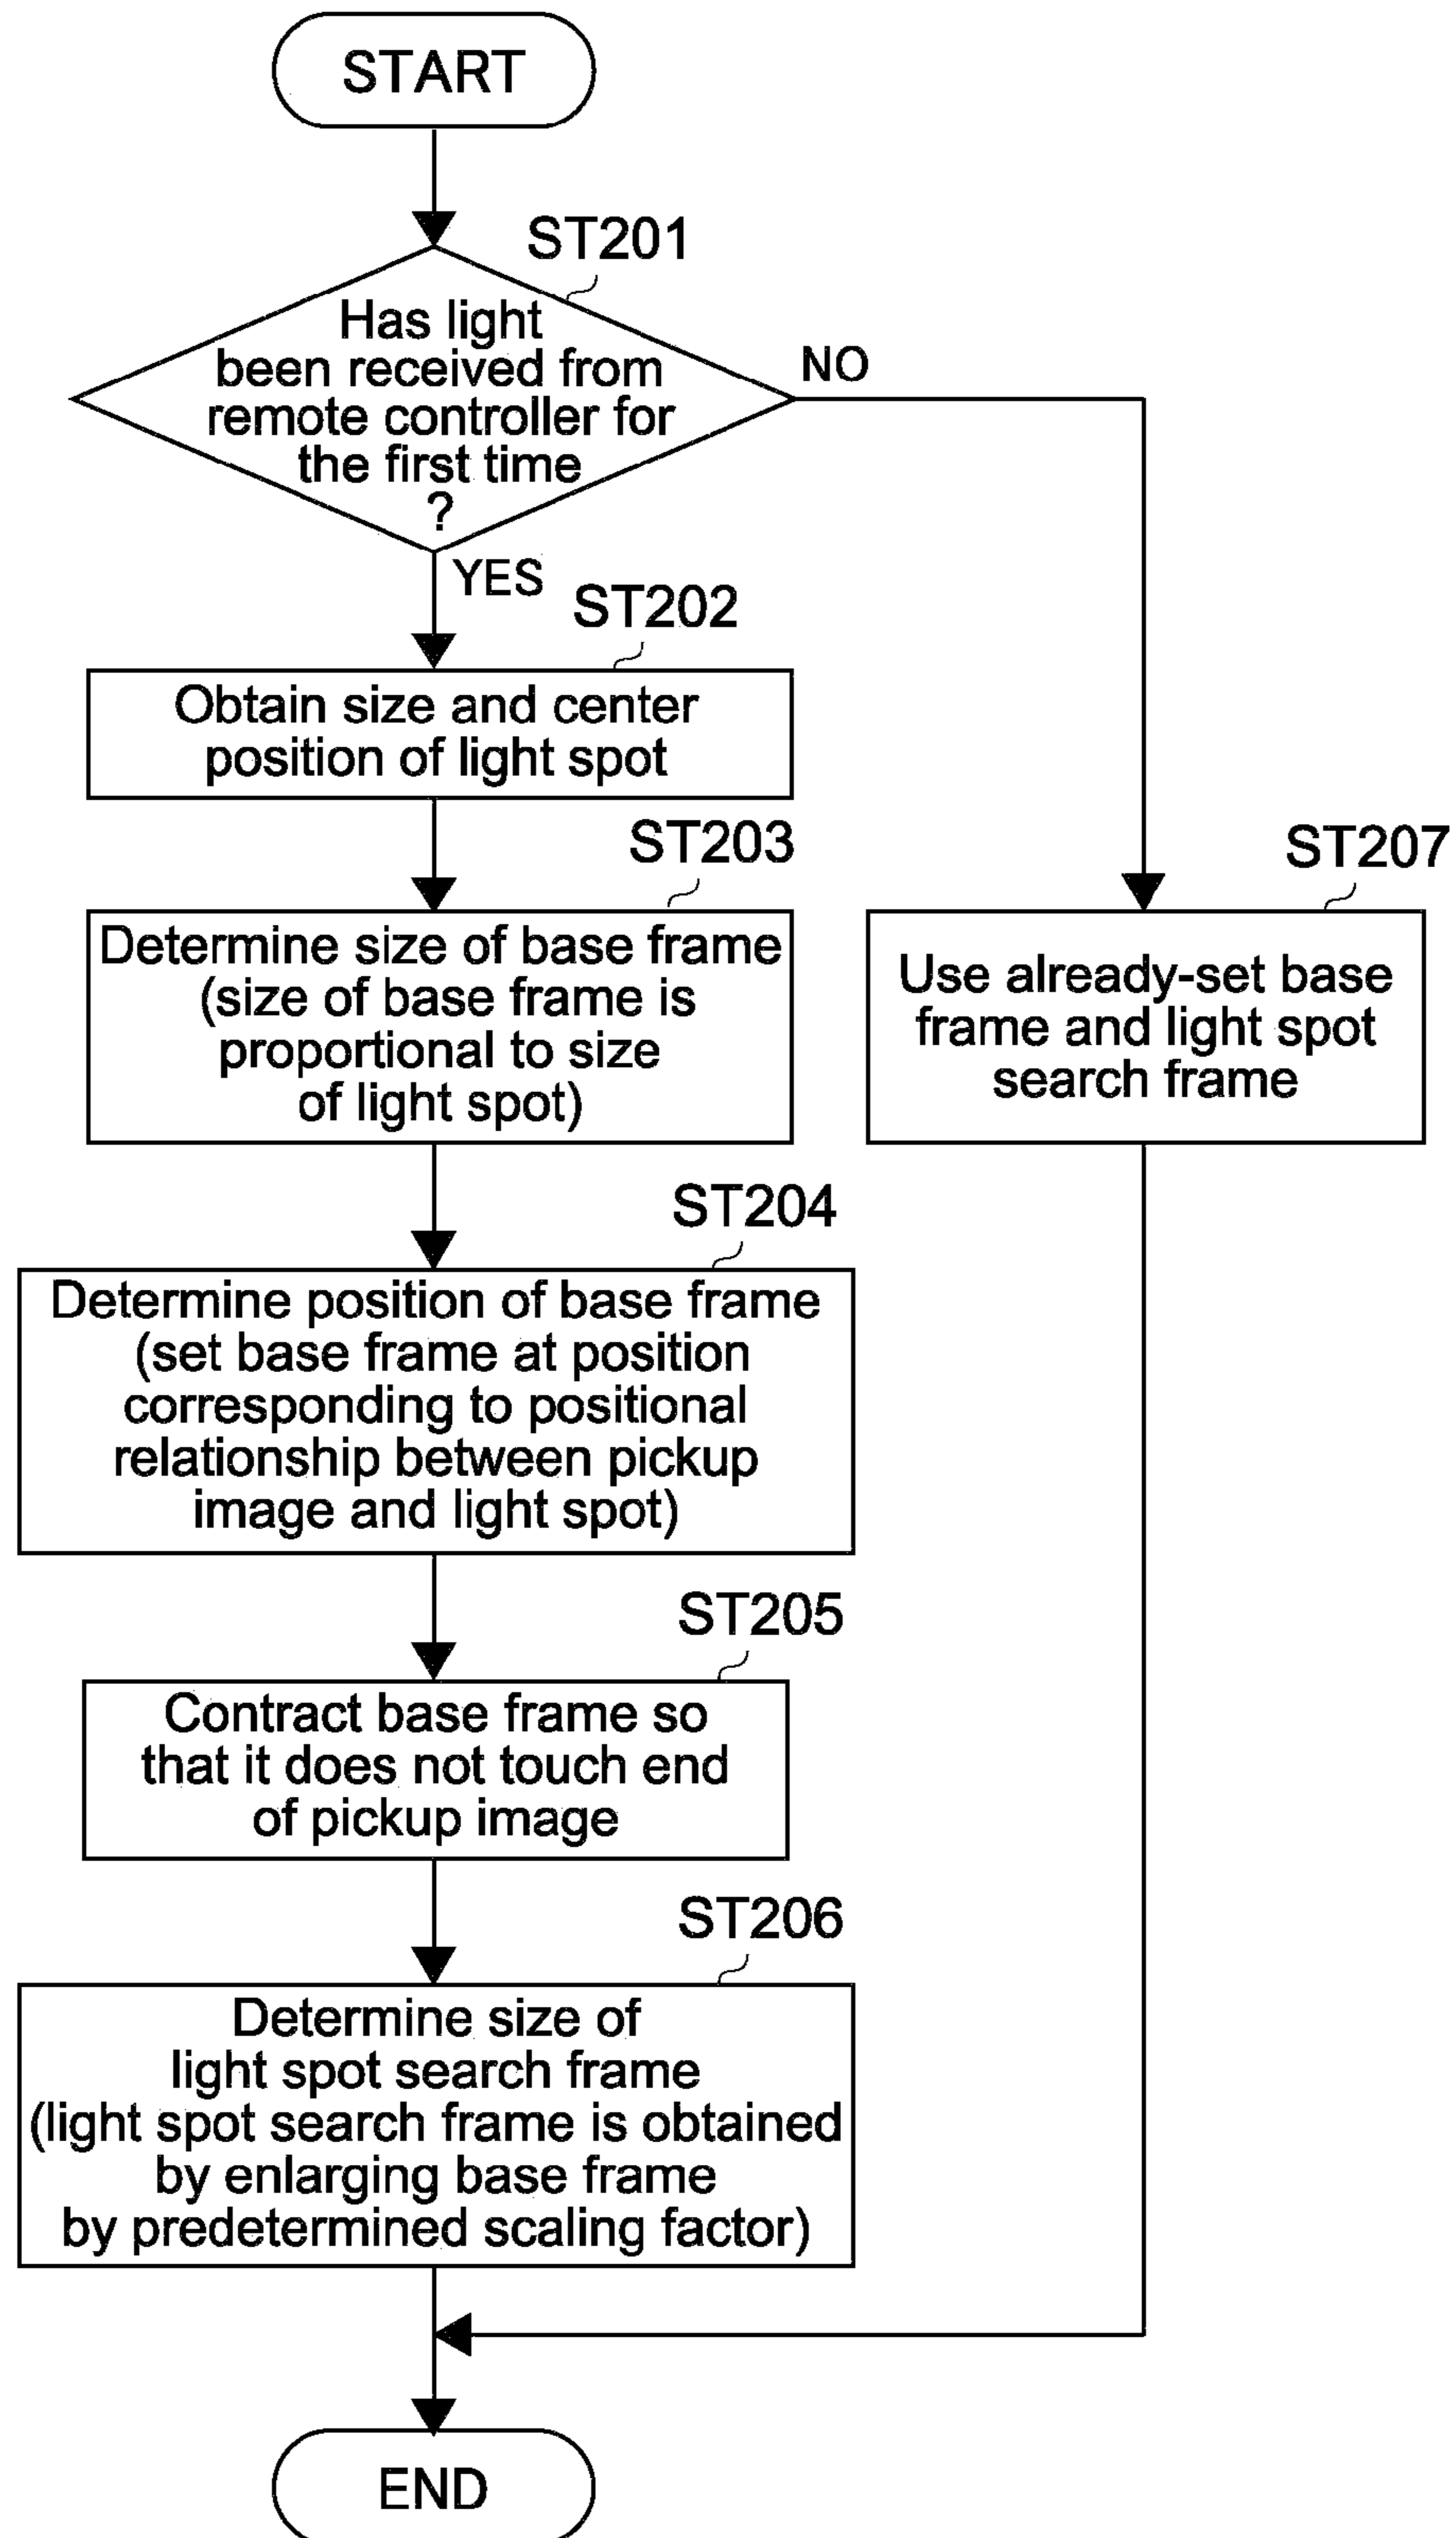 START
ST201
Has light
been received from
remote controller for
the first time
?
NO
YES
ST202
Obtain size and center
position of light spot
ST203
Determine size of base frame
(size of base frame is
proportional to size
of light spot)
ST207
Use already-set base
frame and light spot
search frame
ST204
Determine position of base frame
(set base frame at position
corresponding to positional
relationship between pickup
image and light spot)
ST205
Contract base frame so
that it does not touch end
of pickup image
ST206
Determine size of
light spot search frame
(light spot search frame is obtained
by enlarging base frame
by predetermined scaling factor)
END